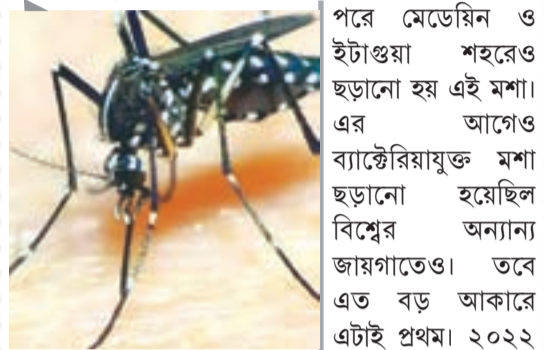 পরে মেডেয়িন ও
ইটাগুয়া শহরেও
ছড়ানো হয় এই মশা।
এর আগেও
ব্যাক্টেরিয়াযুক্ত মশা
ছড়ানো হয়েছিল
বিশ্বের অন্যান্য
জায়গাতেও। তবে
এত বড় আকারে
এটাই প্রথম। ২০২২